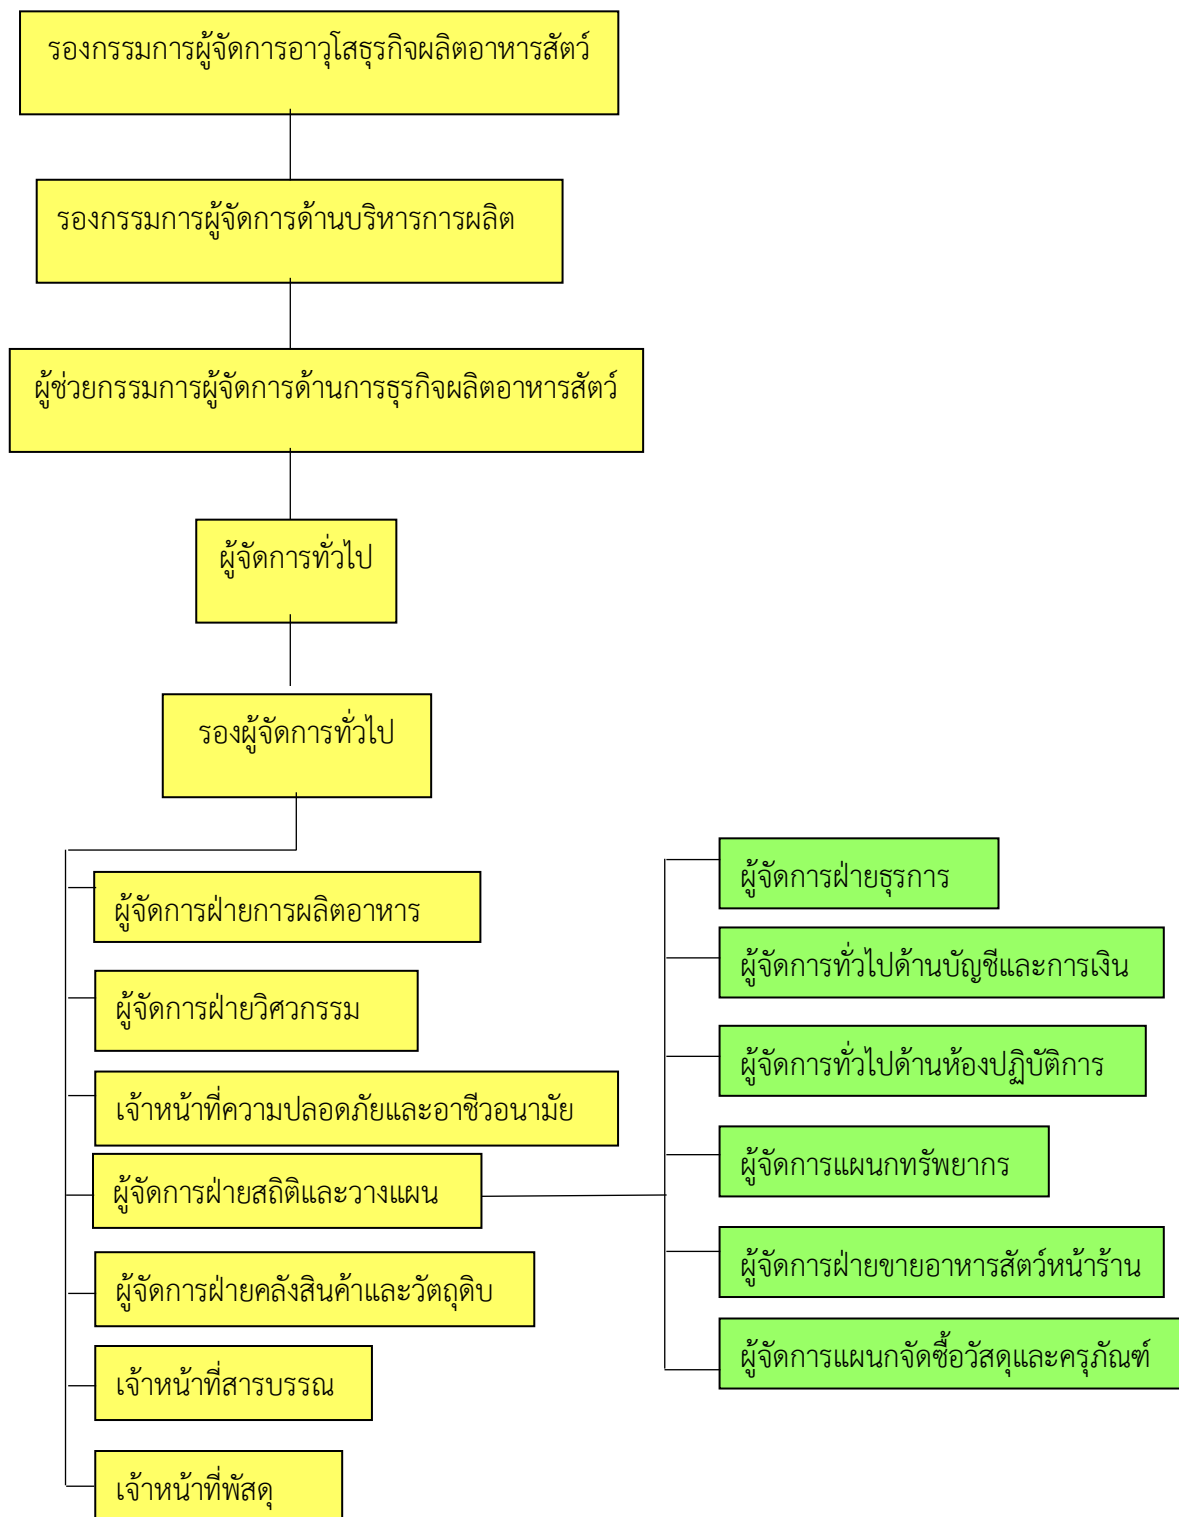 รองกรรมการผู้จัดการอาวุโสธุรกิจผลิตอาหารสัตว์
รองกรรมการผู้จัดการด้านบริหารการผลิต
ผู้ช่วยกรรมการผู้จัดการด้านการธุรกิจผลิตอาหารสัตว์
ผู้จัดการทั่วไป
รองผู้จัดการทั่วไป
ผู้จัดการฝ่ายการผลิตอาหาร
ผู้จัดการฝ่ายวิศวกรรม
เจ้าหน้าที่ความปลอดภัยและอาชีวอนามัย
ผู้จัดการฝ่ายสถิติและวางแผน
ผู้จัดการฝ่ายคลังสินค้าและวัตถุดิบ
เจ้าหน้าที่สารบรรณ
เจ้าหน้าที่พัสดุ
ผู้จัดการฝ่ายธุรการ
ผู้จัดการทั่วไปด้านบัญชีและการเงิน
ผู้จัดการทั่วไปด้านห้องปฏิบัติการ
ผู้จัดการแผนกทรัพยากร
ผู้จัดการฝ่ายขายอาหารสัตว์หน้าร้าน
ผู้จัดการแผนกจัดซื้อวัสดุและครุภัณฑ์